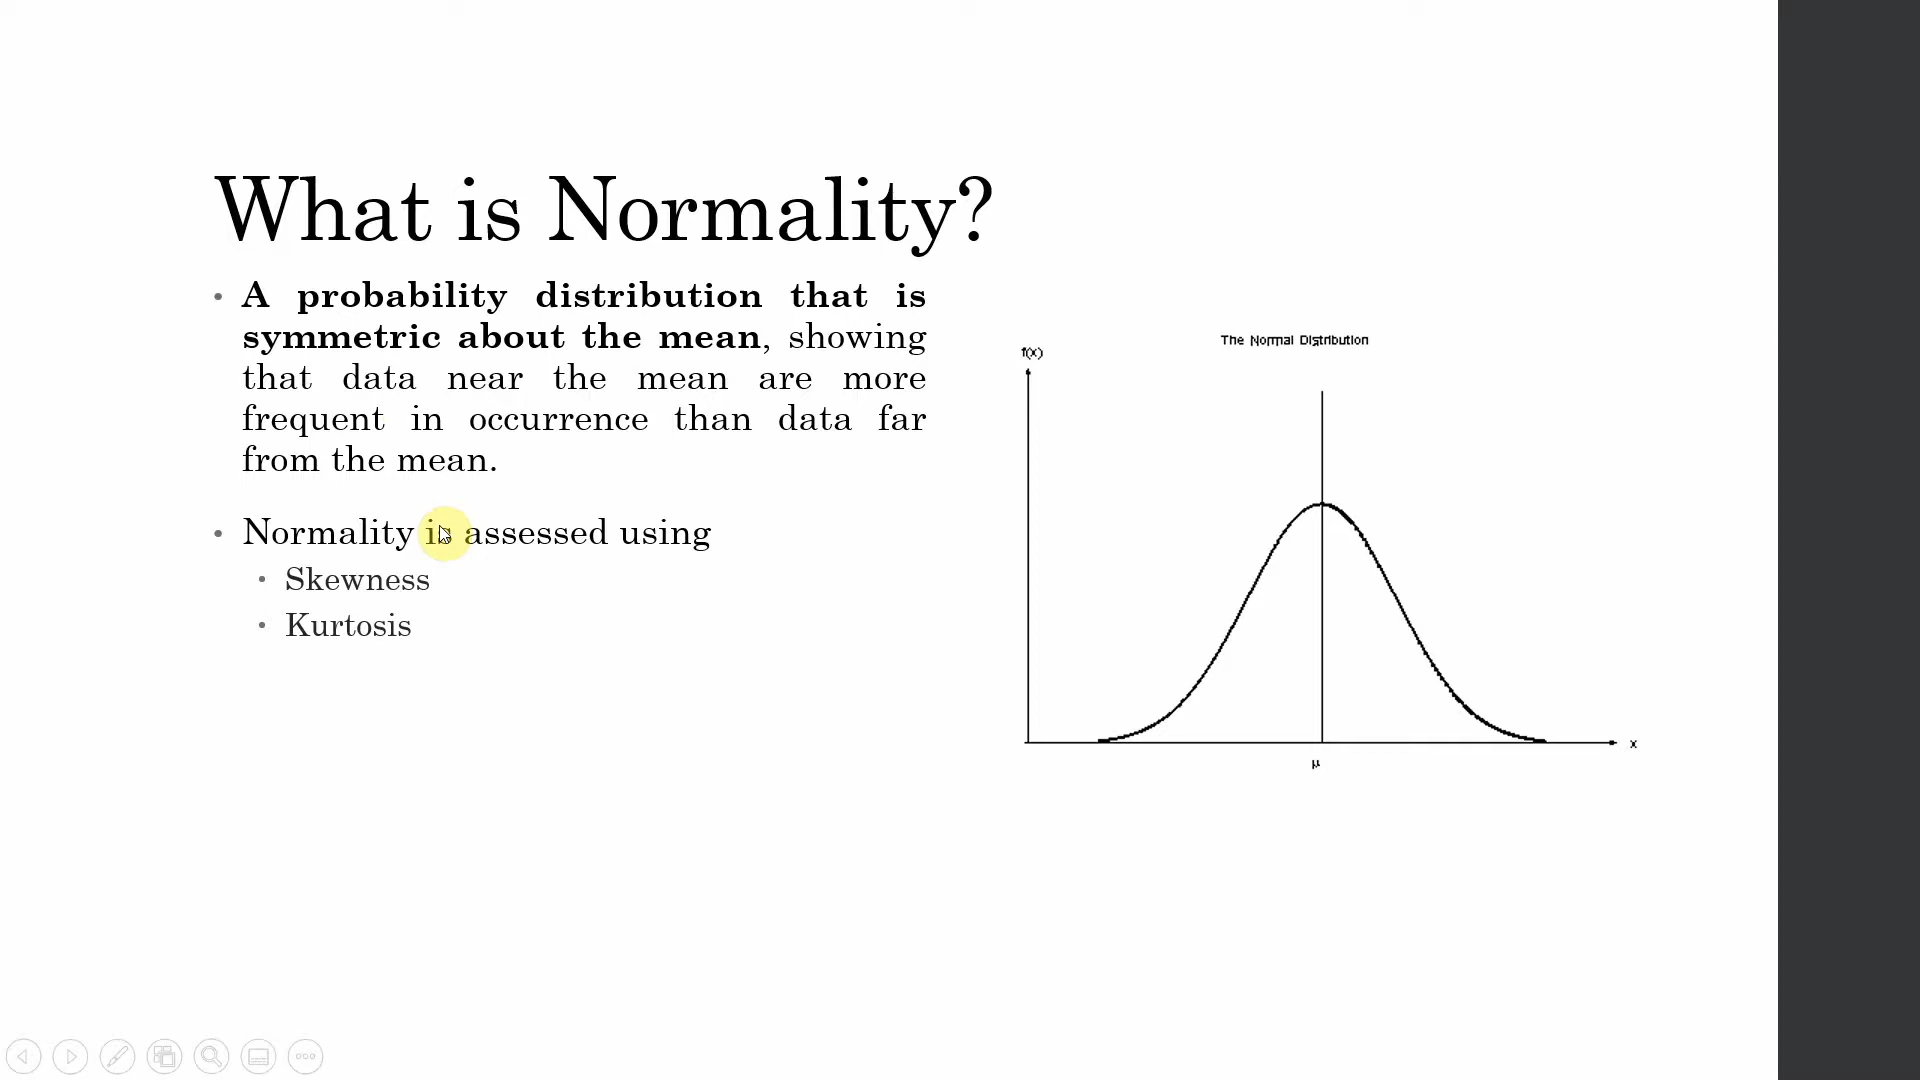 What is Normality?
• A probability distribution that is
symmetric about the mean, showing
that data near the mean are more
frequent in occurrence than data far
from the mean.
• Normality is assessed using
• Skewness
• Kurtosis
The Normal Distribution
f(x)
x
μ